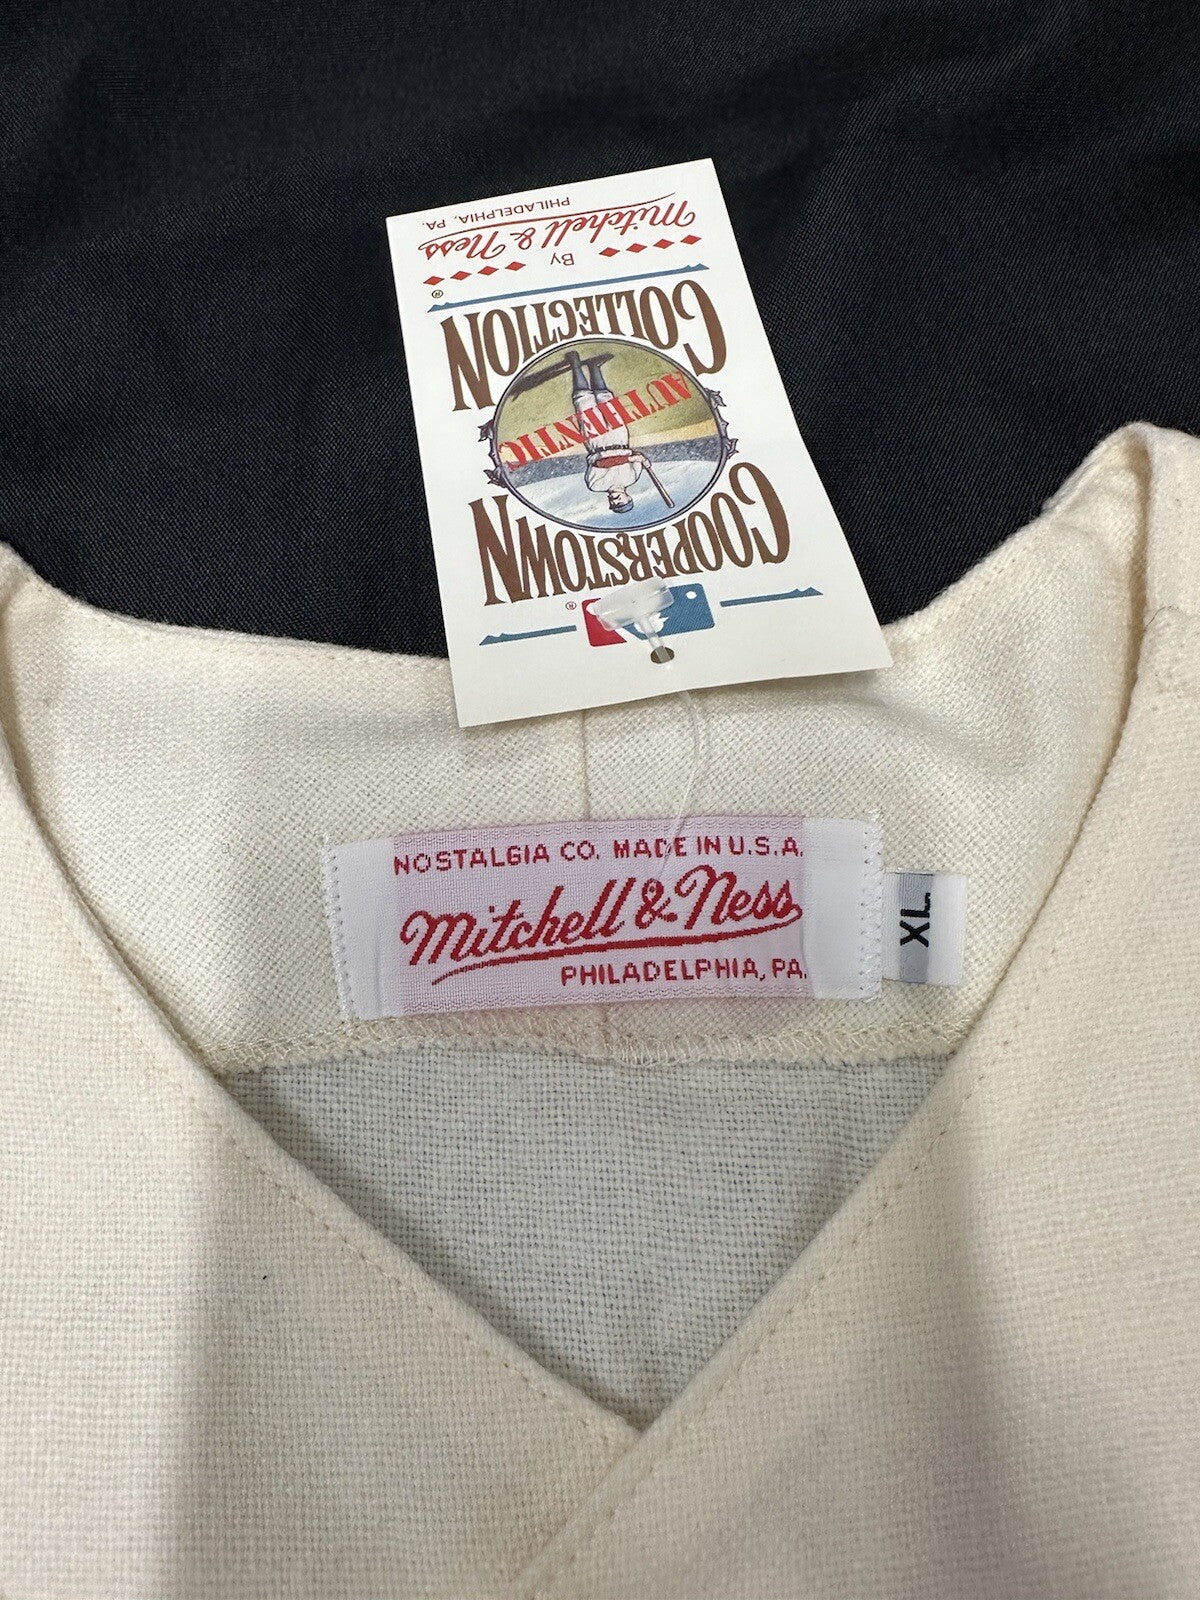 COOPERSTOWN
®
AUTHENTIC
COLLECTION
®
By
Mitchell & Ness
PHILADELPHIA, PA.
NOSTALGIA CO. MADE IN U.S.A.
Mitchell & Ness
PHILADELPHIA, PA.
XL